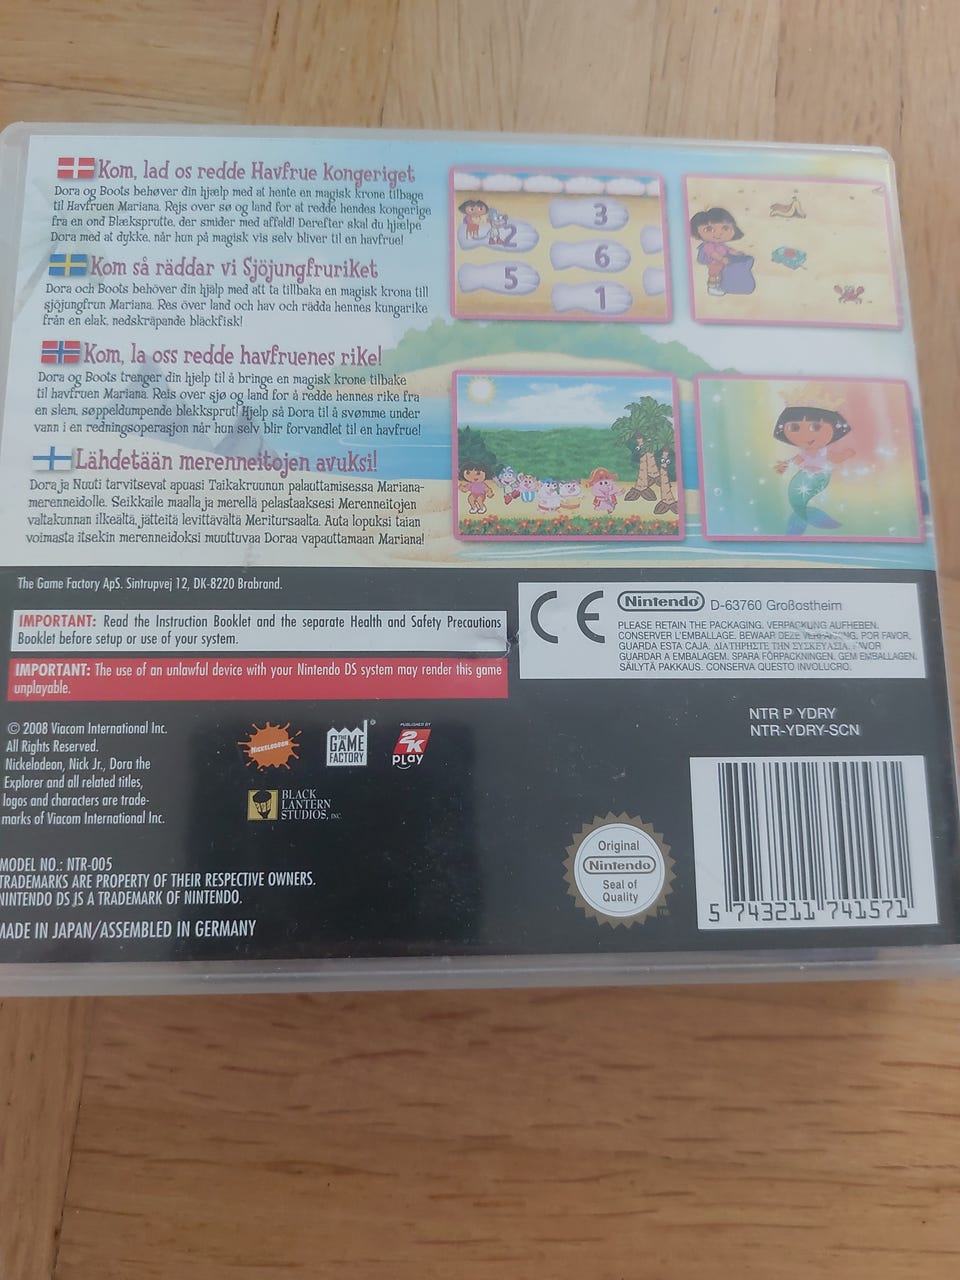 Kom, lad os redde Havfrue Kongeriget
Dora og Boots behøver din hjælp med at hente en magisk krone tilbage
til Havfruen Mariana. Rejs over sø og land for at redde hendes kongerige
fra en ond Blæksprutte, der smider med affald! Derefter skal du hjælpe
Dora med at dykke, når hun på magisk vis selv bliver til en havfrue!
Kom så räddar vi Sjöjungfruriket
Dora och Boots behöver din hjälp med att ta tillbaka en magisk krona till
sjöjungfrun Mariana. Res över land och hav och rädda hennes kungarike
från en elak, nedskräpande bläckfisk!
Kom, la oss redde havfruenes rike!
Dora og Boots trenger din hjelp til å bringe en magisk krone tilbake
til havfruen Mariana. Reis over sjø og land for å redde hennes rike fra
en slem, søppeldumpende blekksprut! Hjelp så Dora til å svømme under
vann i en redningsoperasjon når hun selv blir forvandlet til en havfrue!
Lähdetään merenneitojen avuksi!
Dora ja Nuuti tarvitsevat apuasi Taikakruunun palauttamisessa Mariana-
merenneidolle. Seikkaile maalla ja merellä pelastaaksesi Merenneitojen
valtakunnan ilkeältä, jätteitä levittävältä Meritursaalta. Auta lopuksi taian
voimasta itsekin merenneidoksi muuttuvaa Doraa vapauttamaan Mariana!
3
2
6
5
1
The Game Factory ApS. Sintrupvej 12, DK-8220 Brabrand.
IMPORTANT: Read the Instruction Booklet and the separate Health and Safety Precautions
Booklet before setup or use of your system.
IMPORTANT: The use of an unlawful device with your Nintendo DS system may render this game
unplayable.
CE
Nintendo® D-63760 Großostheim
PLEASE RETAIN THE PACKAGING. VERPACKUNG AUFHEBEN.
CONSERVER L'EMBALLAGE. BEWAAR DEZE VERPAKKING. POR FAVOR,
GUARDA ESTA CAJA. ΔΙΑΤΗΡΗΣΤΕ ΤΗΝ ΣΥΣΚΕΥΑΣΙΑ.
GUARDAR A EMBALAGEM. SPARA FÖRPACKNINGEN. GEM EMBALLAGEN.
SÄILYTÄ PAKKAUS. CONSERVA QUESTO INVOLUCRO.
NTR P YDRY
NTR-YDRY-SCN
© 2008 Viacom International Inc.
All Rights Reserved.
Nickelodeon, Nick Jr., Dora the
Explorer and all related titles,
logos and characters are trade-
marks of Viacom International Inc.
NICKELODEON
THE
GAME
FACTORY®
PUBLISHED BY
2K
PLAY
BLACK
LANTERN
STUDIOS, INC.
MODEL NO.: NTR-005
TRADEMARKS ARE PROPERTY OF THEIR RESPECTIVE OWNERS.
NINTENDO DS IS A TRADEMARK OF NINTENDO.
MADE IN JAPAN/ASSEMBLED IN GERMANY
Original
Nintendo®
Seal of
Quality
TM
5 743211 741571